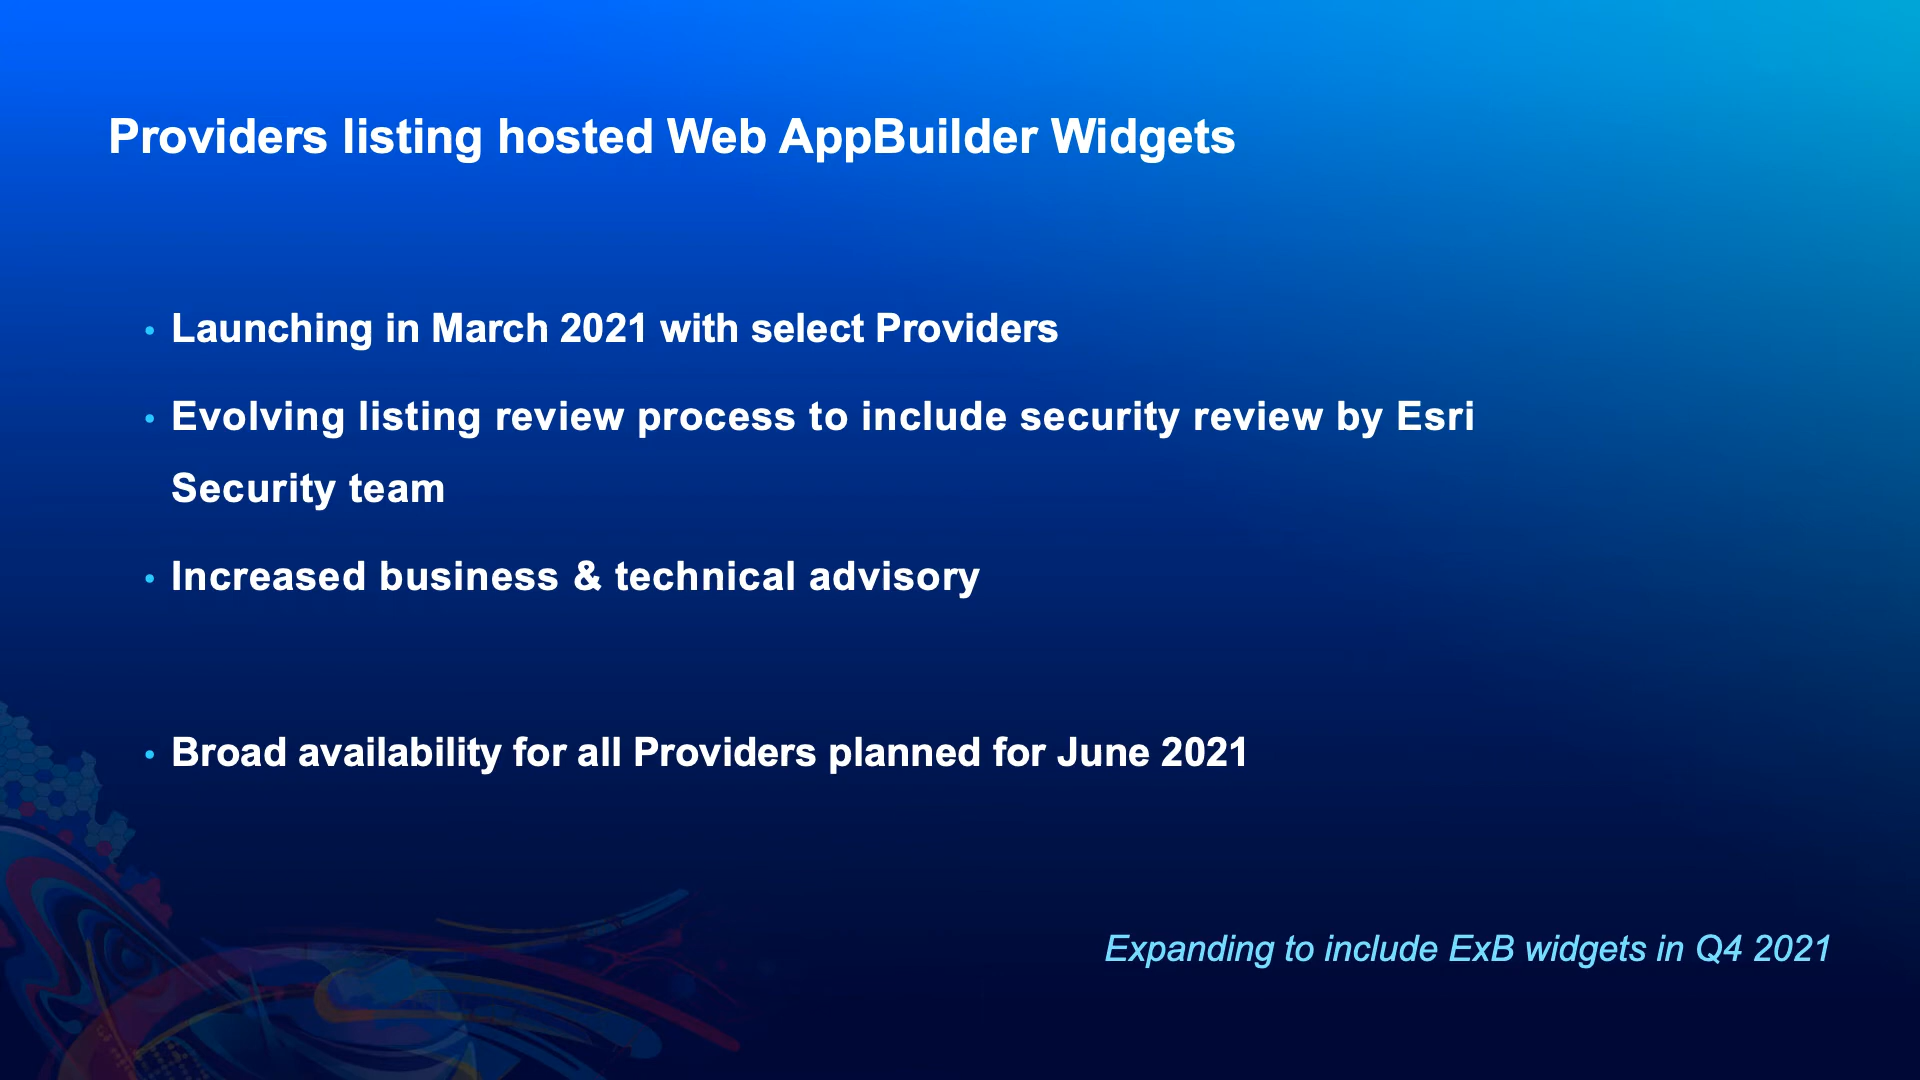 Providers listing hosted Web AppBuilder Widgets
• Launching in March 2021 with select Providers
• Evolving listing review process to include security review by Esri
Security team
• Increased business & technical advisory
• Broad availability for all Providers planned for June 2021
Expanding to include ExB widgets in Q4 2021